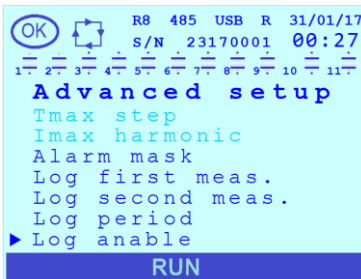 OK R8 485 USB R 31/01/17
S/N 23170001 00:27
1 2 3 4 5 6 7 8 9 10 11
Advanced setup
Tmax step
Imax harmonic
Alarm mask
Log first meas.
Log second meas.
Log period
Log anable
RUN